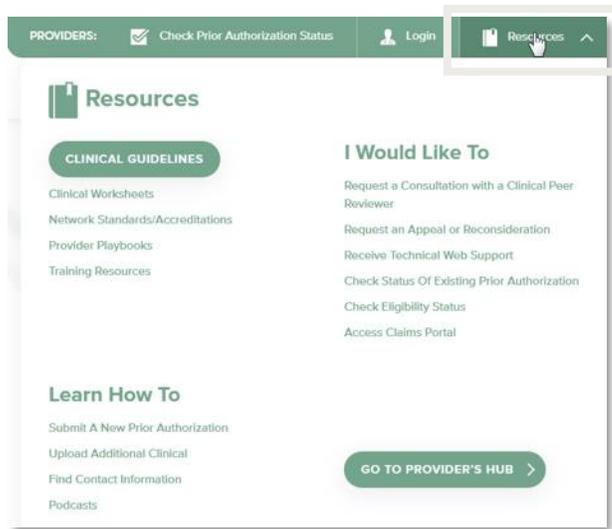 PROVIDERS: Check Prior Authorization Status Login Resources
Resources
CLINICAL GUIDELINES
Clinical Worksheets
Network Standards/Accreditations
Provider Playbooks
Training Resources
I Would Like To
Request a Consultation with a Clinical Peer
Reviewer
Request an Appeal or Reconsideration
Receive Technical Web Support
Check Status Of Existing Prior Authorization
Check Eligibility Status
Access Claims Portal
Learn How To
Submit A New Prior Authorization
Upload Additional Clinical
Find Contact Information
Podcasts
GO TO PROVIDER'S HUB